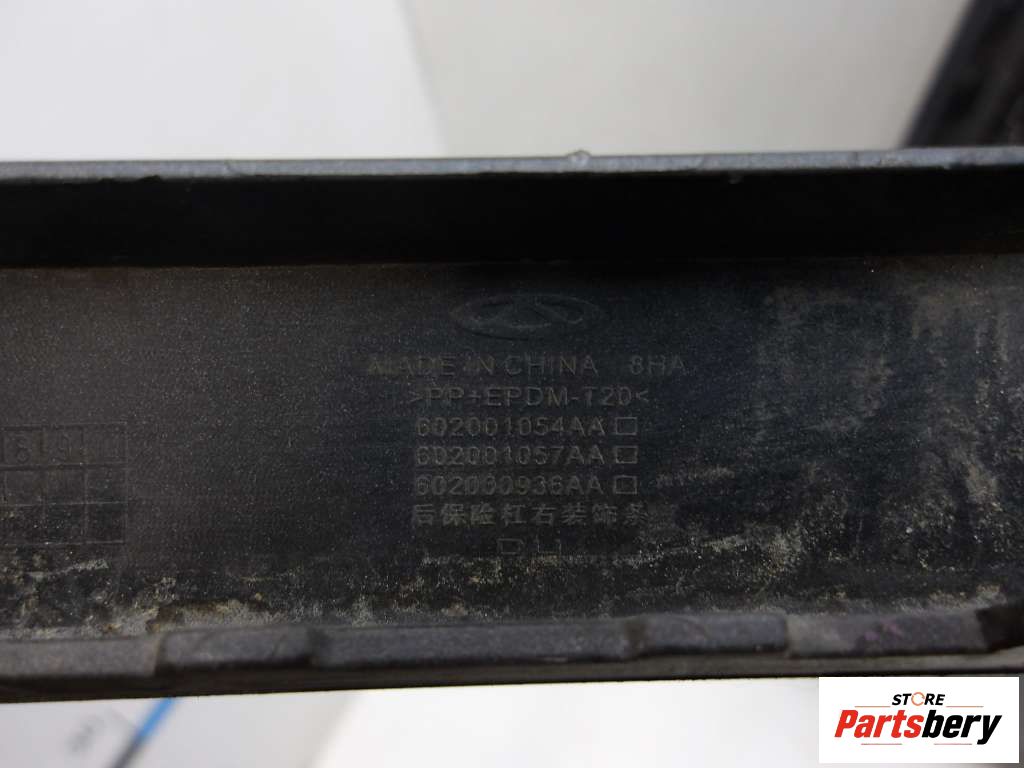 MADE IN CHINA 8HA
>PP+EPDM-T20<
602001054AA□
602001057AA□
602000936AA□
后保险杠右装饰条
STORE
Partsbery